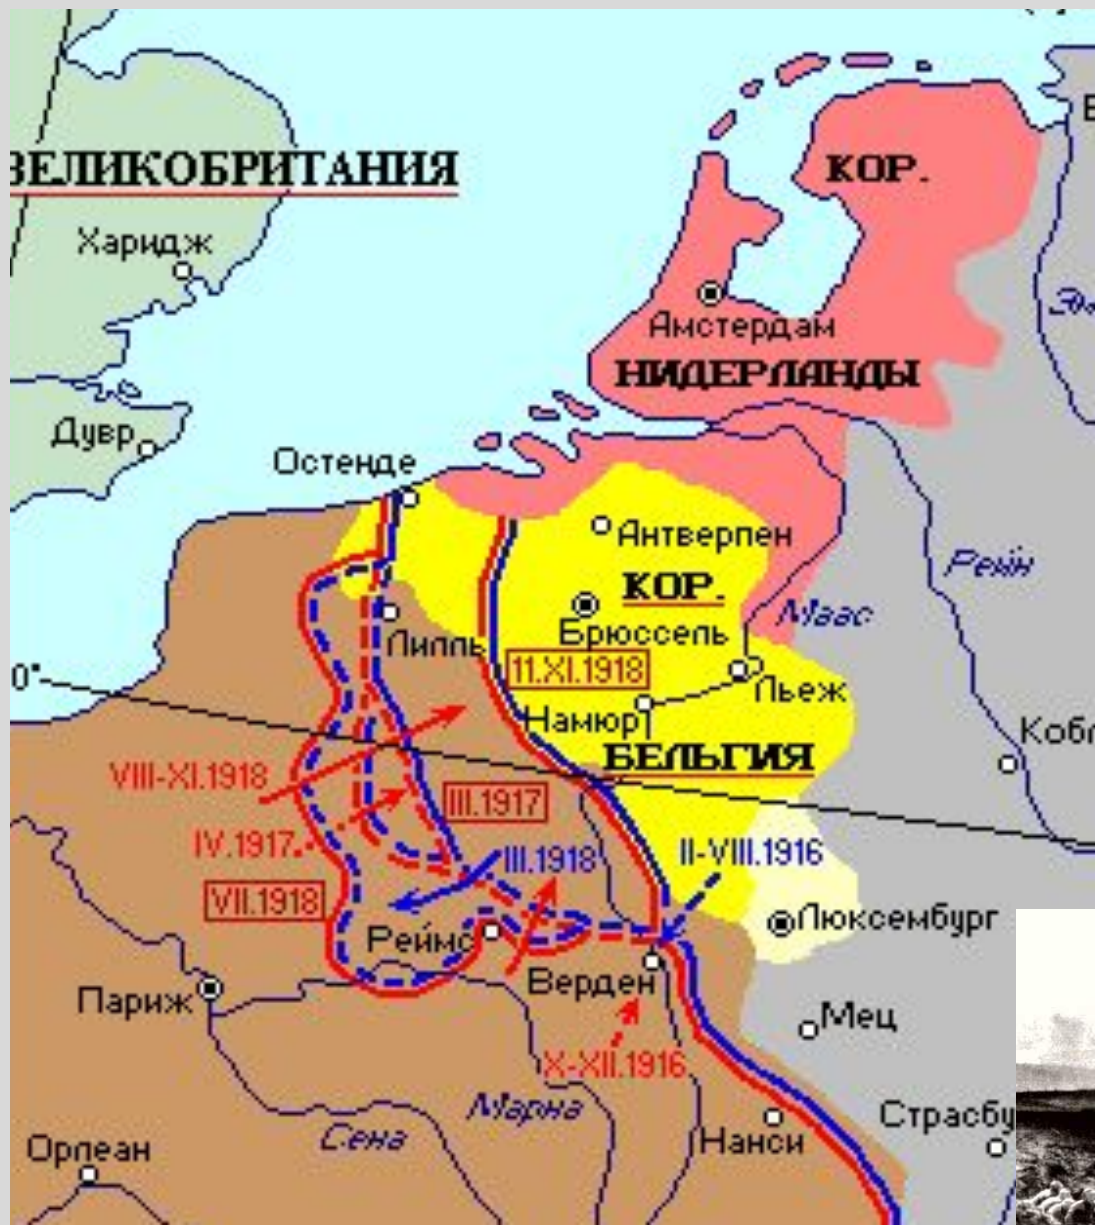 ВЕЛИКОБРИТАНИЯ
КОР.
Харидж
Амстердам
НИДЕРЛАНДЫ
Дувр
Остенде
Антверпен
Рейн
КОР.
Маас
Брюссель
Лилль
11.XI.1918
Льеж
0°
Намюр
БЕЛЬГИЯ
VIII-XI.1918
III.1917
IV.1917
III.1918
II-VIII.1916
VII.1918
Люксембург
Реймс
Верден
Париж
Мец
X-XII.1916
Марна
Сена
Нанси
Орлеан